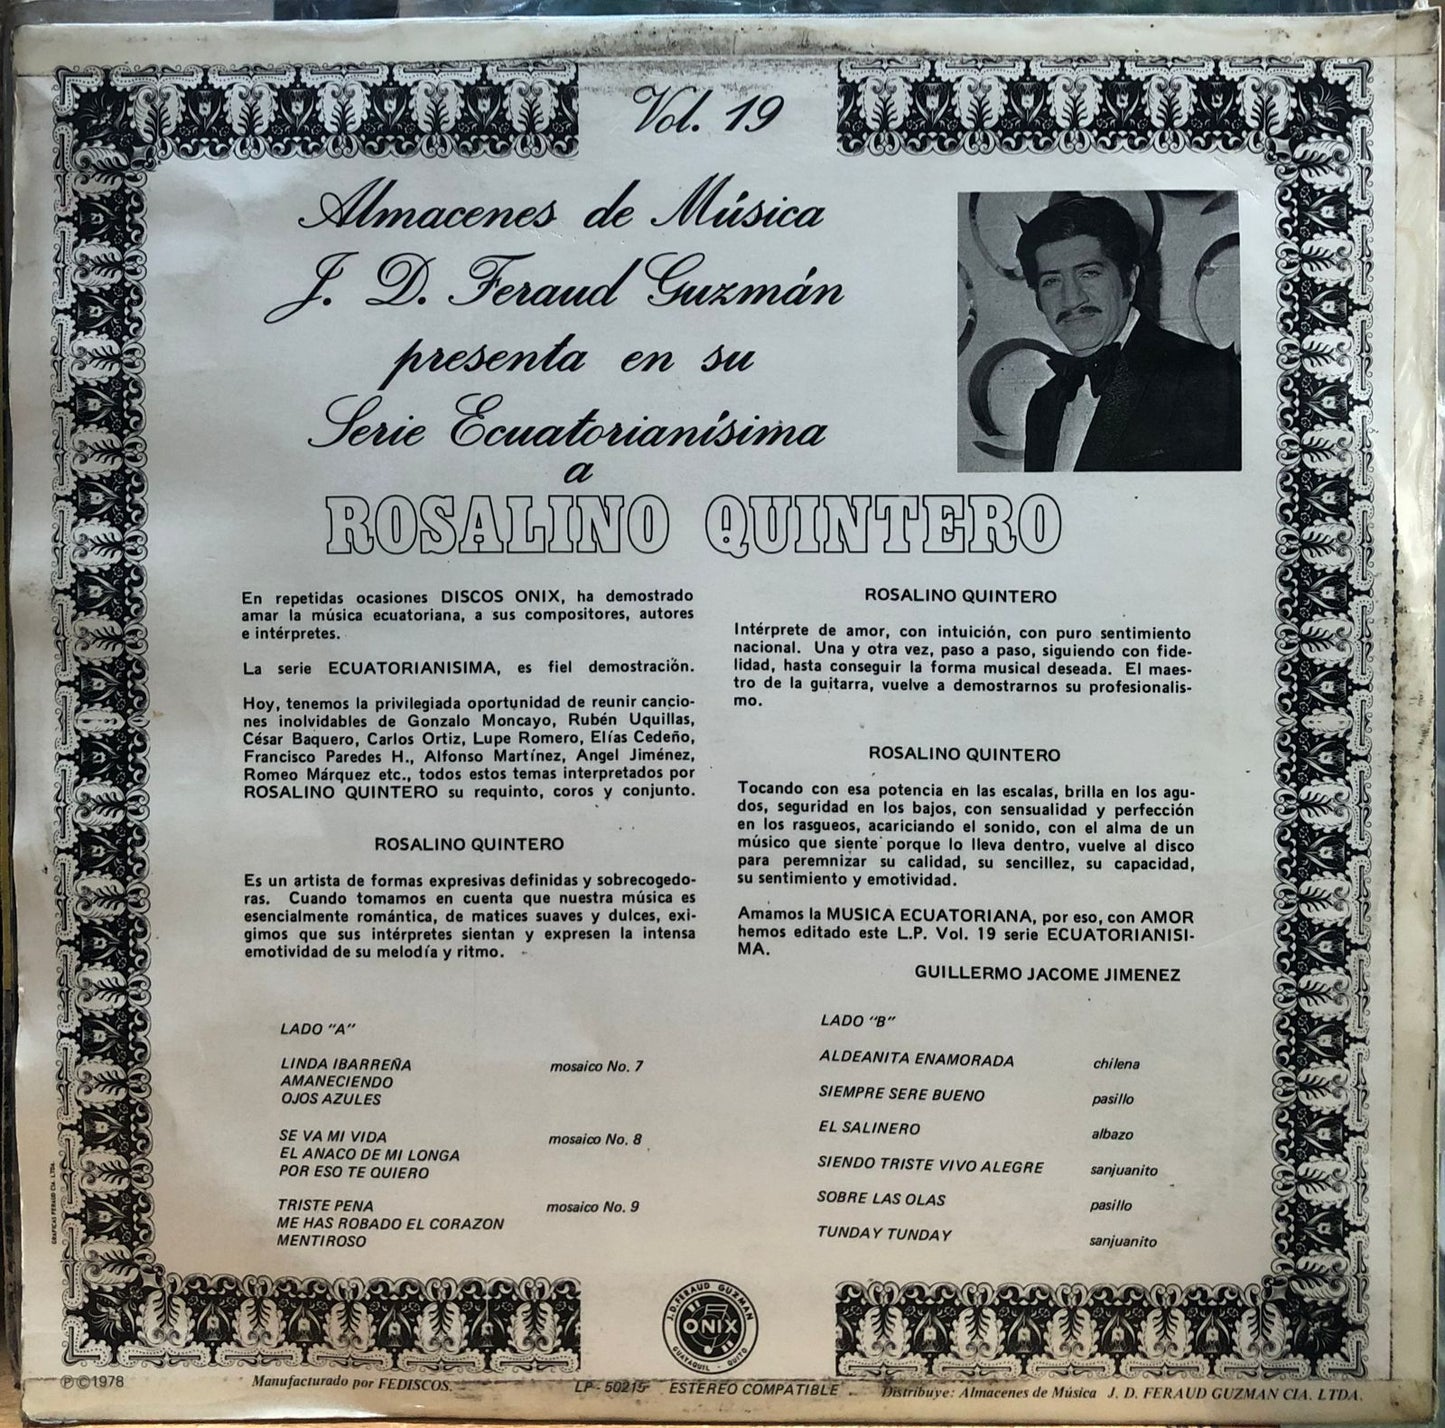 Vol. 19
Almacenes de Música
J. D. Feraud Guzmán
presenta en su
Serie Ecuatorianísima
a
ROSALINO QUINTERO
En repetidas ocasiones DISCOS ONIX, ha demostrado
amar la música ecuatoriana, a sus compositores, autores
e intérpretes.
La serie ECUATORIANISIMA, es fiel demostración.
Hoy, tenemos la privilegiada oportunidad de reunir cancio-
nes inolvidables de Gonzalo Moncayo, Rubén Uquillas,
César Baquero, Carlos Ortiz, Lupe Romero, Elías Cedeño,
Francisco Paredes H., Alfonso Martínez, Angel Jiménez,
Romeo Márquez etc., todos estos temas interpretados por
ROSALINO QUINTERO su requinto, coros y conjunto.
ROSALINO QUINTERO
Es un artista de formas expresivas definidas y sobrecogedo-
ras. Cuando tomamos en cuenta que nuestra música es
esencialmente romántica, de matices suaves y dulces, exi-
gimos que sus intérpretes sientan y expresen la intensa
emotividad de su melodía y ritmo.
ROSALINO QUINTERO
Intérprete de amor, con intuición, con puro sentimiento
nacional. Una y otra vez, paso a paso, siguiendo con fide-
lidad, hasta conseguir la forma musical deseada. El maes-
tro de la guitarra, vuelve a demostrarnos su profesionalis-
mo.
ROSALINO QUINTERO
Tocando con esa potencia en las escalas, brilla en los agu-
dos, seguridad en los bajos, con sensualidad y perfección
en los rasgueos, acariciando el sonido, con el alma de un
músico que siente porque lo lleva dentro, vuelve al disco
para peremnizar su calidad, su sencillez, su capacidad,
su sentimiento y emotividad.
Amamos la MUSICA ECUATORIANA, por eso, con AMOR
hemos editado este L.P. Vol. 19 serie ECUATORIANISI-
MA.
GUILLERMO JACOME JIMENEZ
LADO "A"
LINDA IBARREÑA mosaico No. 7
AMANECIENDO
OJOS AZULES
SE VA MI VIDA mosaico No. 8
EL ANACO DE MI LONGA
POR ESO TE QUIERO
TRISTE PENA mosaico No. 9
ME HAS ROBADO EL CORAZON
MENTIROSO
LADO "B"
ALDEANITA ENAMORADA chilena
SIEMPRE SERE BUENO pasillo
EL SALINERO albazo
SIENDO TRISTE VIVO ALEGRE sanjuanito
SOBRE LAS OLAS pasillo
TUNDAY TUNDAY sanjuanito
GRAFICAS FERAUD CIA. LTDA.
J.D. FERAUD GUZMAN
ONIX
GUAYAQUIL - QUITO
℗©1978 Manufacturado por FEDISCOS. LP - 50215 ESTEREO COMPATIBLE Distribuye: Almacenes de Música J. D. FERAUD GUZMAN CIA. LTDA.